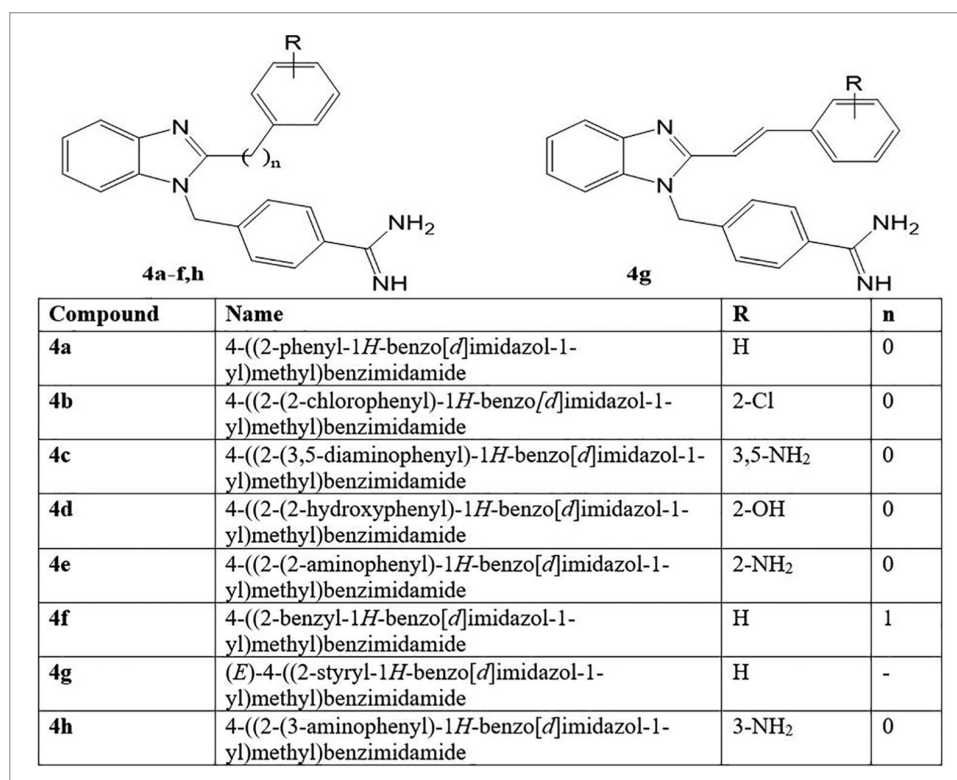 R
N
N
( )n
NH₂
NH
4a-f,h
R
N
N
NH₂
NH
4g
Compound Name R n
4a 4-((2-phenyl-1H-benzo[d]imidazol-1- H 0
yl)methyl)benzimidamide
4b 4-((2-(2-chlorophenyl)-1H-benzo[d]imidazol-1- 2-Cl 0
yl)methyl)benzimidamide
4c 4-((2-(3,5-diaminophenyl)-1H-benzo[d]imidazol-1- 3,5-NH₂ 0
yl)methyl)benzimidamide
4d 4-((2-(2-hydroxyphenyl)-1H-benzo[d]imidazol-1- 2-OH 0
yl)methyl)benzimidamide
4e 4-((2-(2-aminophenyl)-1H-benzo[d]imidazol-1- 2-NH₂ 0
yl)methyl)benzimidamide
4f 4-((2-benzyl-1H-benzo[d]imidazol-1- H 1
yl)methyl)benzimidamide
4g (E)-4-((2-styryl-1H-benzo[d]imidazol-1- H -
yl)methyl)benzimidamide
4h 4-((2-(3-aminophenyl)-1H-benzo[d]imidazol-1- 3-NH₂ 0
yl)methyl)benzimidamide